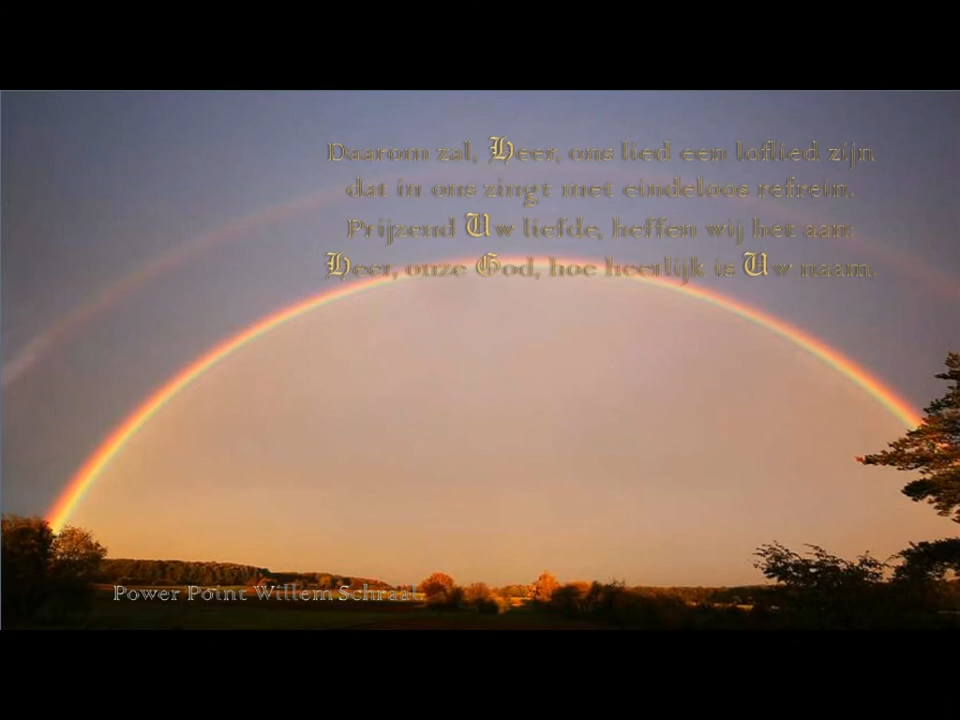 Daarom zal, Heer, ons lied een loflied zijn
dat in ons zingt met eindeloos refrein.
Prijzend Uw liefde, heffen wij het aan
Heer, onze God, hoe heerlijk is Uw naam.
Power Point Willem Schraal.